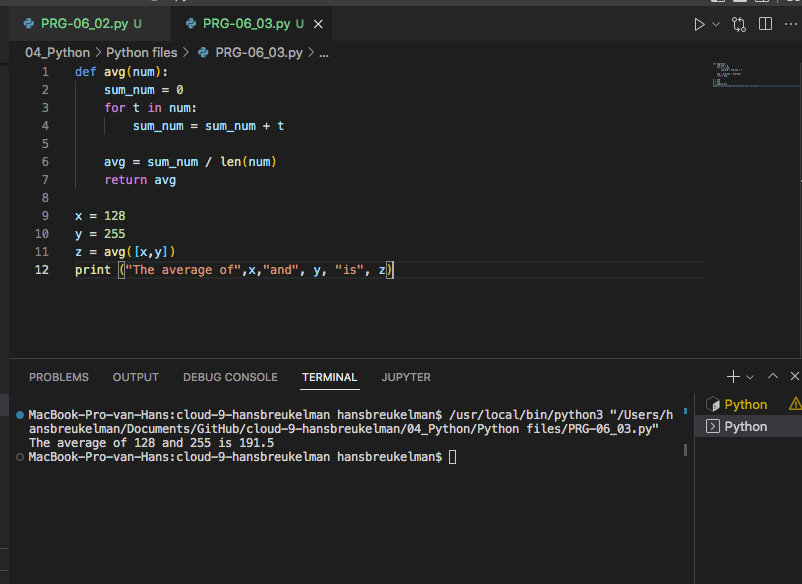 PRG-06_02.py U
PRG-06_03.py U
04_Python > Python files > PRG-06_03.py > ...
1 def avg(num):
2 sum_num = 0
3 for t in num:
4 sum_num = sum_num + t
5
6 avg = sum_num / len(num)
7 return avg
8
9 x = 128
10 y = 255
11 z = avg([x,y])
12 print ("The average of",x,"and", y, "is", z)
PROBLEMS OUTPUT DEBUG CONSOLE TERMINAL JUPYTER
MacBook-Pro-van-Hans:cloud-9-hansbreukelman hansbreukelman$ /usr/local/bin/python3 "/Users/h
ansbreukelman/Documents/GitHub/cloud-9-hansbreukelman/04_Python/Python files/PRG-06_03.py"
The average of 128 and 255 is 191.5
MacBook-Pro-van-Hans:cloud-9-hansbreukelman hansbreukelman$
Python
Python